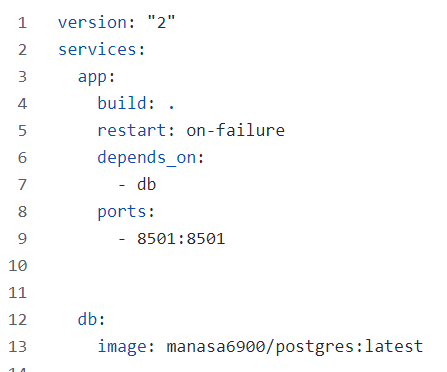 1 version: "2"
2 services:
3   app:
4     build: .
5     restart: on-failure
6     depends_on:
7       - db
8     ports:
9       - 8501:8501
10
11
12   db:
13     image: manasa6900/postgres:latest